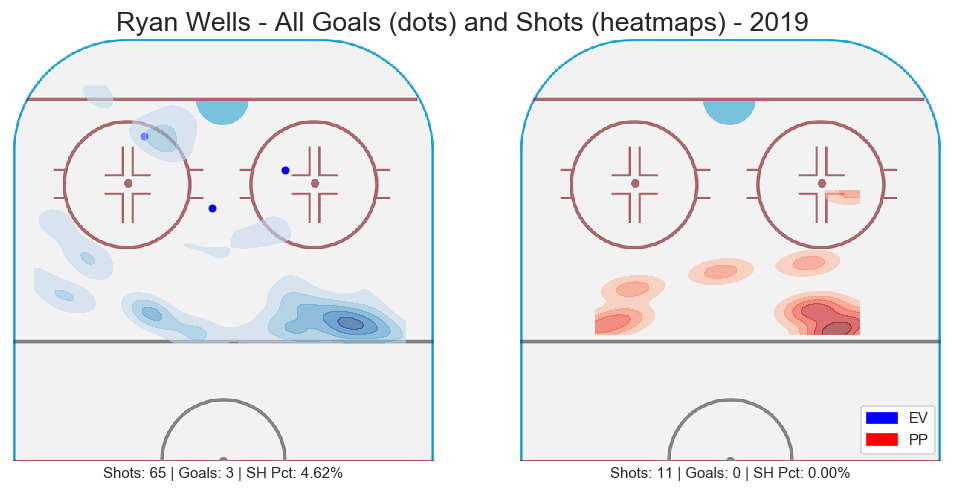 Ryan Wells - All Goals (dots) and Shots (heatmaps) - 2019
EV
PP
Shots: 65 | Goals: 3 | SH Pct: 4.62%
Shots: 11 | Goals: 0 | SH Pct: 0.00%